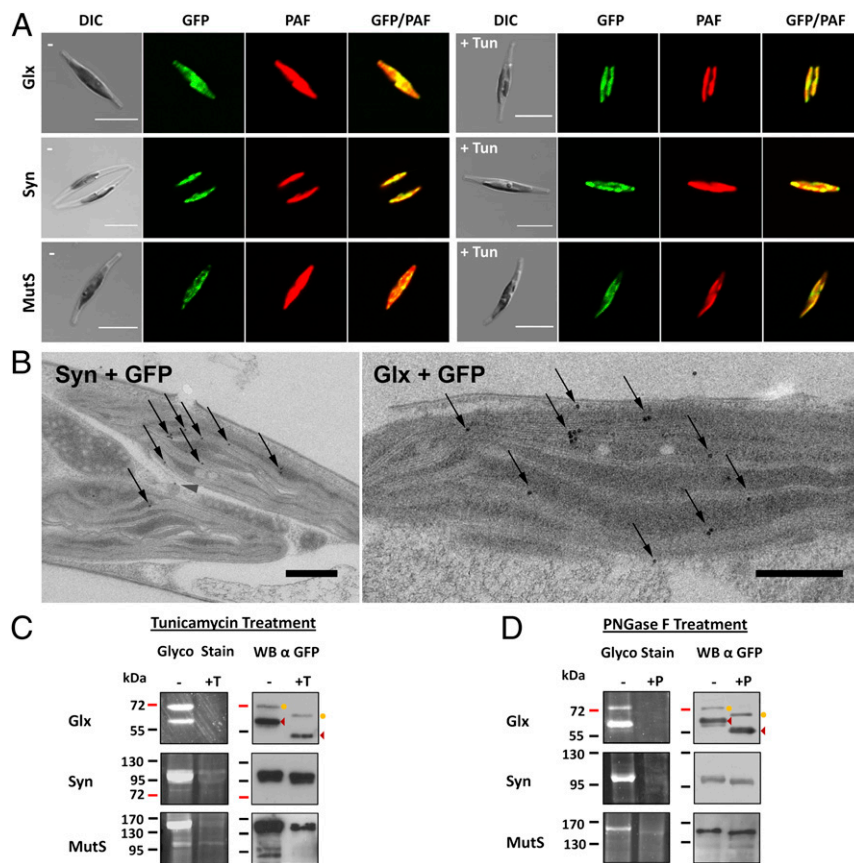 A
DIC GFP PAF GFP/PAF DIC GFP PAF GFP/PAF
Glx - + Tun
Syn - + Tun
MutS - + Tun
B
Syn + GFP Glx + GFP
C
Tunicamycin Treatment
Glyco Stain WB α GFP
kDa - +T - +T
72
Glx
55
130
Syn 95
72
170
130
MutS 95
D
PNGase F Treatment
Glyco Stain WB α GFP
kDa - +P - +P
72
Glx
55
130
Syn
95
170
MutS 130